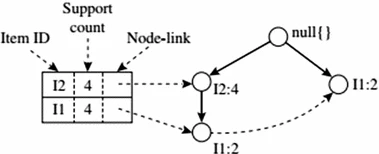 Support
count
Item ID
Node-link
null{}
I2 4
I2:4
I1:2
I1 4
I1:2